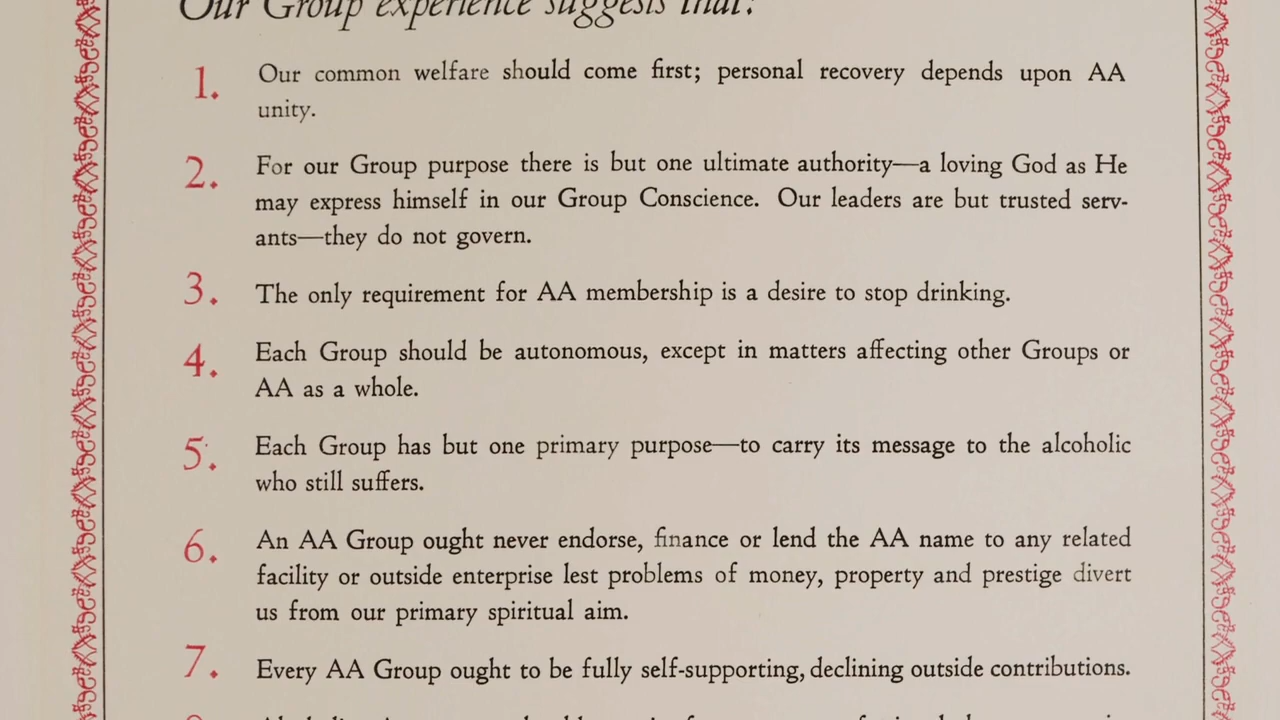 Our Group experience suggests that:
1. Our common welfare should come first; personal recovery depends upon AA
unity.
2. For our Group purpose there is but one ultimate authority—a loving God as He
may express himself in our Group Conscience. Our leaders are but trusted serv-
ants—they do not govern.
3. The only requirement for AA membership is a desire to stop drinking.
4. Each Group should be autonomous, except in matters affecting other Groups or
AA as a whole.
5. Each Group has but one primary purpose—to carry its message to the alcoholic
who still suffers.
6. An AA Group ought never endorse, finance or lend the AA name to any related
facility or outside enterprise lest problems of money, property and prestige divert
us from our primary spiritual aim.
7. Every AA Group ought to be fully self-supporting, declining outside contributions.